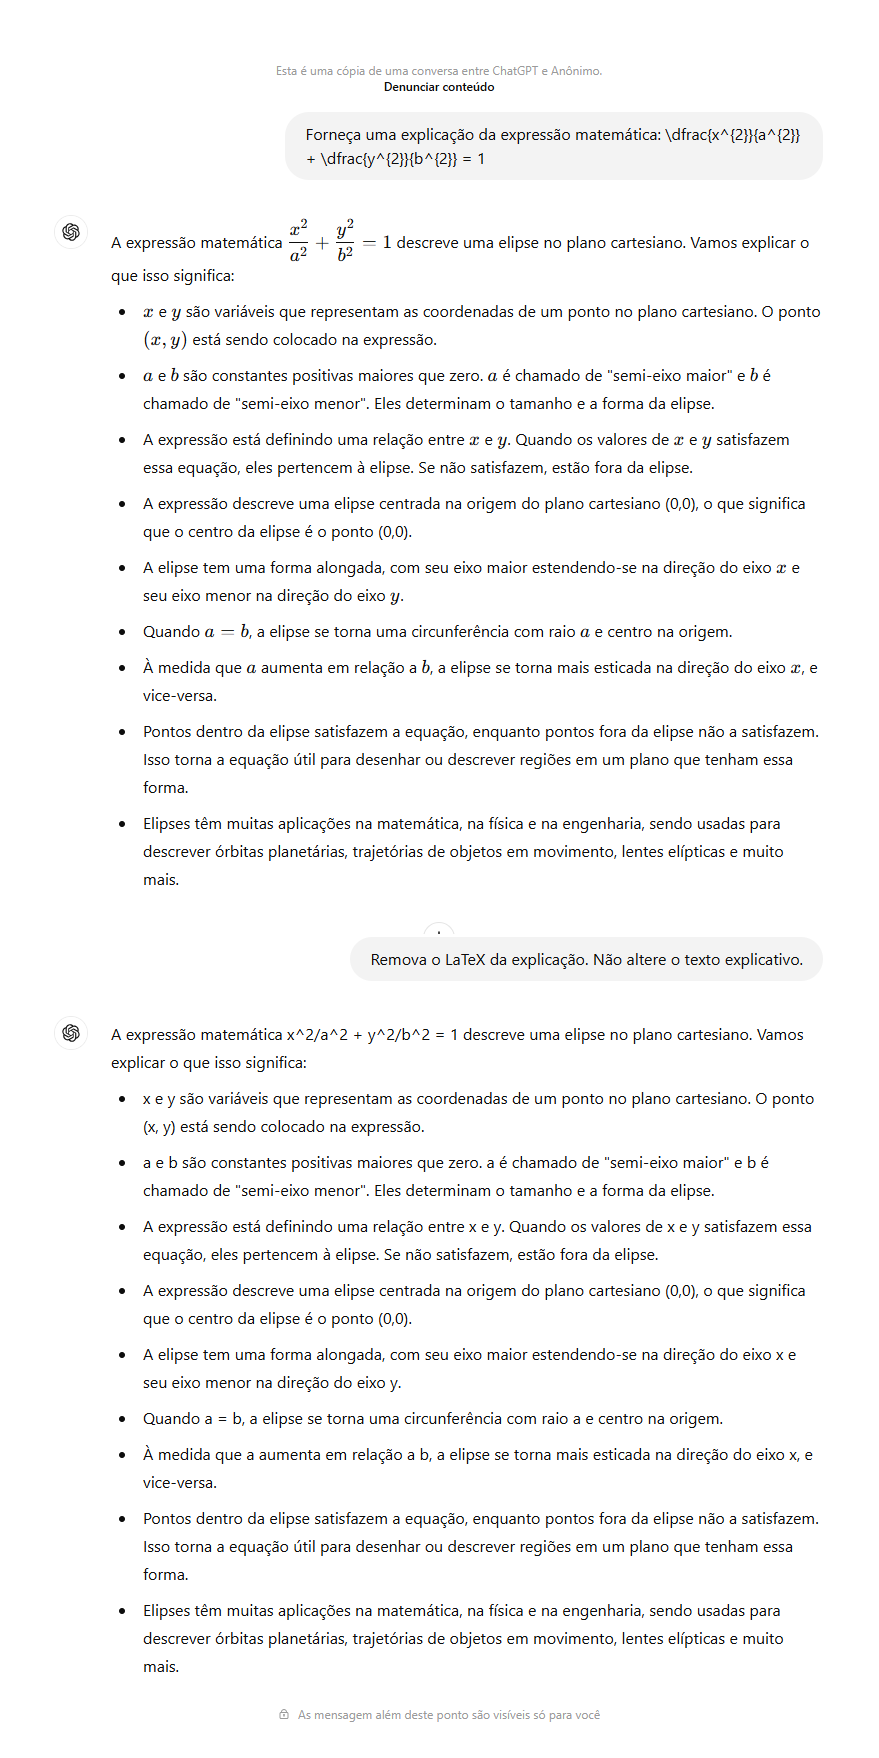 Esta é uma cópia de uma conversa entre ChatGPT e Anônimo.
Denunciar conteúdo
Forneça uma explicação da expressão matemática: \dfrac{x^{2}}{a^{2}}
+ \dfrac{y^{2}}{b^{2}} = 1
A expressão matemática x²/a² + y²/b² = 1 descreve uma elipse no plano cartesiano. Vamos explicar o
que isso significa:
• x e y são variáveis que representam as coordenadas de um ponto no plano cartesiano. O ponto
(x, y) está sendo colocado na expressão.
• a e b são constantes positivas maiores que zero. a é chamado de "semi-eixo maior" e b é
chamado de "semi-eixo menor". Eles determinam o tamanho e a forma da elipse.
• A expressão está definindo uma relação entre x e y. Quando os valores de x e y satisfazem
essa equação, eles pertencem à elipse. Se não satisfazem, estão fora da elipse.
• A expressão descreve uma elipse centrada na origem do plano cartesiano (0,0), o que significa
que o centro da elipse é o ponto (0,0).
• A elipse tem uma forma alongada, com seu eixo maior estendendo-se na direção do eixo x e
seu eixo menor na direção do eixo y.
• Quando a = b, a elipse se torna uma circunferência com raio a e centro na origem.
• À medida que a aumenta em relação a b, a elipse se torna mais esticada na direção do eixo x, e
vice-versa.
• Pontos dentro da elipse satisfazem a equação, enquanto pontos fora da elipse não a satisfazem.
Isso torna a equação útil para desenhar ou descrever regiões em um plano que tenham essa
forma.
• Elipses têm muitas aplicações na matemática, na física e na engenharia, sendo usadas para
descrever órbitas planetárias, trajetórias de objetos em movimento, lentes elípticas e muito
mais.
Remova o LaTeX da explicação. Não altere o texto explicativo.
A expressão matemática x^2/a^2 + y^2/b^2 = 1 descreve uma elipse no plano cartesiano. Vamos
explicar o que isso significa:
• x e y são variáveis que representam as coordenadas de um ponto no plano cartesiano. O ponto
(x, y) está sendo colocado na expressão.
• a e b são constantes positivas maiores que zero. a é chamado de "semi-eixo maior" e b é
chamado de "semi-eixo menor". Eles determinam o tamanho e a forma da elipse.
• A expressão está definindo uma relação entre x e y. Quando os valores de x e y satisfazem essa
equação, eles pertencem à elipse. Se não satisfazem, estão fora da elipse.
• A expressão descreve uma elipse centrada na origem do plano cartesiano (0,0), o que significa
que o centro da elipse é o ponto (0,0).
• A elipse tem uma forma alongada, com seu eixo maior estendendo-se na direção do eixo x e
seu eixo menor na direção do eixo y.
• Quando a = b, a elipse se torna uma circunferência com raio a e centro na origem.
• À medida que a aumenta em relação a b, a elipse se torna mais esticada na direção do eixo x, e
vice-versa.
• Pontos dentro da elipse satisfazem a equação, enquanto pontos fora da elipse não a satisfazem.
Isso torna a equação útil para desenhar ou descrever regiões em um plano que tenham essa
forma.
• Elipses têm muitas aplicações na matemática, na física e na engenharia, sendo usadas para
descrever órbitas planetárias, trajetórias de objetos em movimento, lentes elípticas e muito
mais.
As mensagem além deste ponto são visíveis só para você